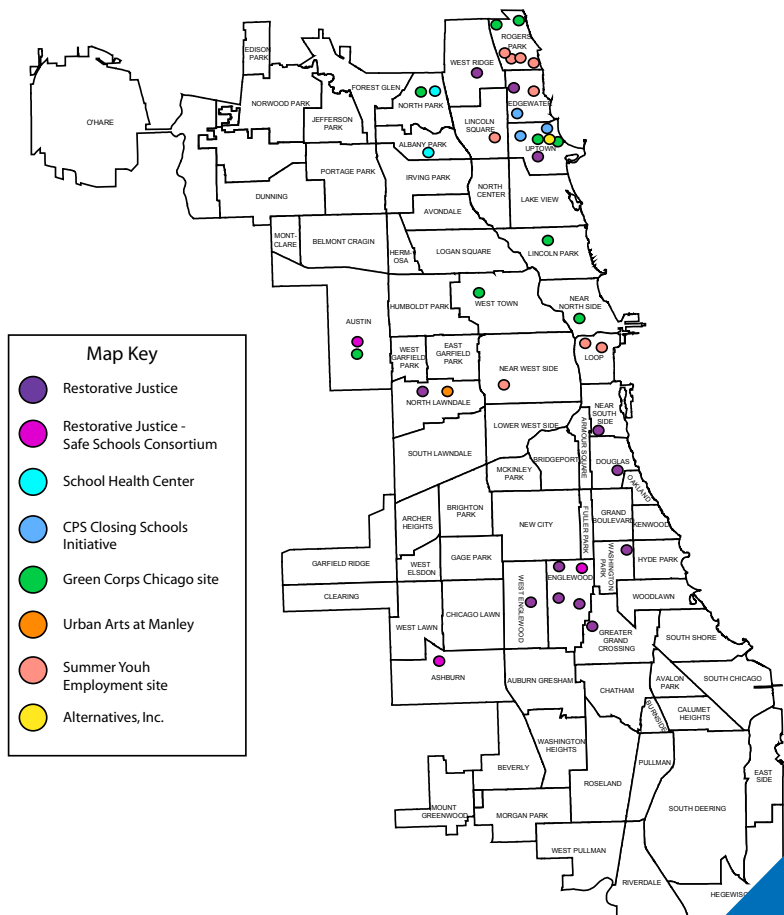 EDISON
PARK
ROGERS
PARK
WEST RIDGE
FOREST GLEN
NORWOOD PARK
NORTH PARK
EDGEWATER
O'HARE
JEFFERSON
PARK
LINCOLN
SQUARE
ALBANY PARK
UPTOWN
PORTAGE PARK
IRVING PARK
DUNNING
NORTH
CENTER
LAKE VIEW
AVONDALE
MONT-
CLARE
BELMONT CRAGIN
HERM-
OSA
LOGAN SQUARE
LINCOLN PARK
HUMBOLDT PARK
WEST TOWN
NEAR
NORTH SIDE
AUSTIN
WEST
GARFIELD
PARK
EAST
GARFIELD
PARK
LOOP
NEAR WEST SIDE
NORTH LAWNDALE
NEAR
SOUTH
SIDE
LOWER WEST SIDE
ARMOUR SQUARE
SOUTH LAWNDALE
BRIDGEPORT
DOUGLAS
MCKINLEY
PARK
OAKLAND
ARCHER
HEIGHTS
BRIGHTON
PARK
NEW CITY
FULLER PARK
GRAND
BOULEVARD
KENWOOD
GARFIELD RIDGE
WEST
ELSDON
GAGE PARK
WASHINGTON
PARK
HYDE PARK
ENGLEWOOD
WEST ENGLEWOOD
CLEARING
WOODLAWN
CHICAGO LAWN
WEST LAWN
GREATER
GRAND
CROSSING
SOUTH SHORE
ASHBURN
AUBURN GRESHAM
CHATHAM
AVALON
PARK
SOUTH CHICAGO
BURNSIDE
CALUMET
HEIGHTS
WASHINGTON
HEIGHTS
BEVERLY
PULLMAN
ROSELAND
EAST
SIDE
MOUNT
GREENWOOD
MORGAN PARK
SOUTH DEERING
WEST PULLMAN
RIVERDALE
Map Key
Restorative Justice
Restorative Justice -
Safe Schools Consortium
School Health Center
CPS Closing Schools
Initiative
Green Corps Chicago site
Urban Arts at Manley
Summer Youh
Employment site
Alternatives, Inc.